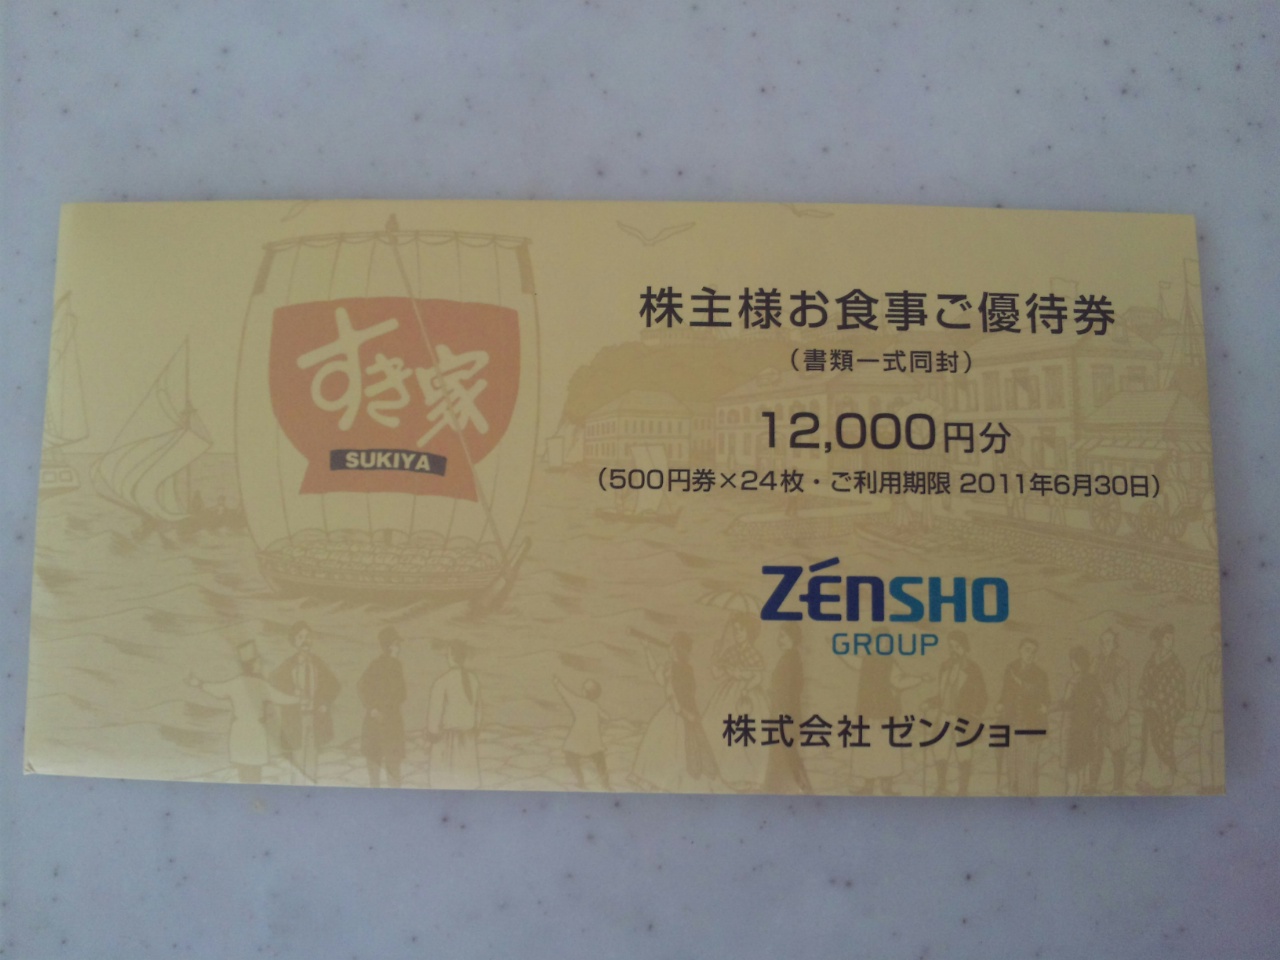 すき家
SUKIYA
株主様お食事ご優待券
（書類一式同封）
12,000円分
（500円券×24枚・ご利用期限 2011年6月30日）
ZÉNSHO
GROUP
株式会社 ゼンショー